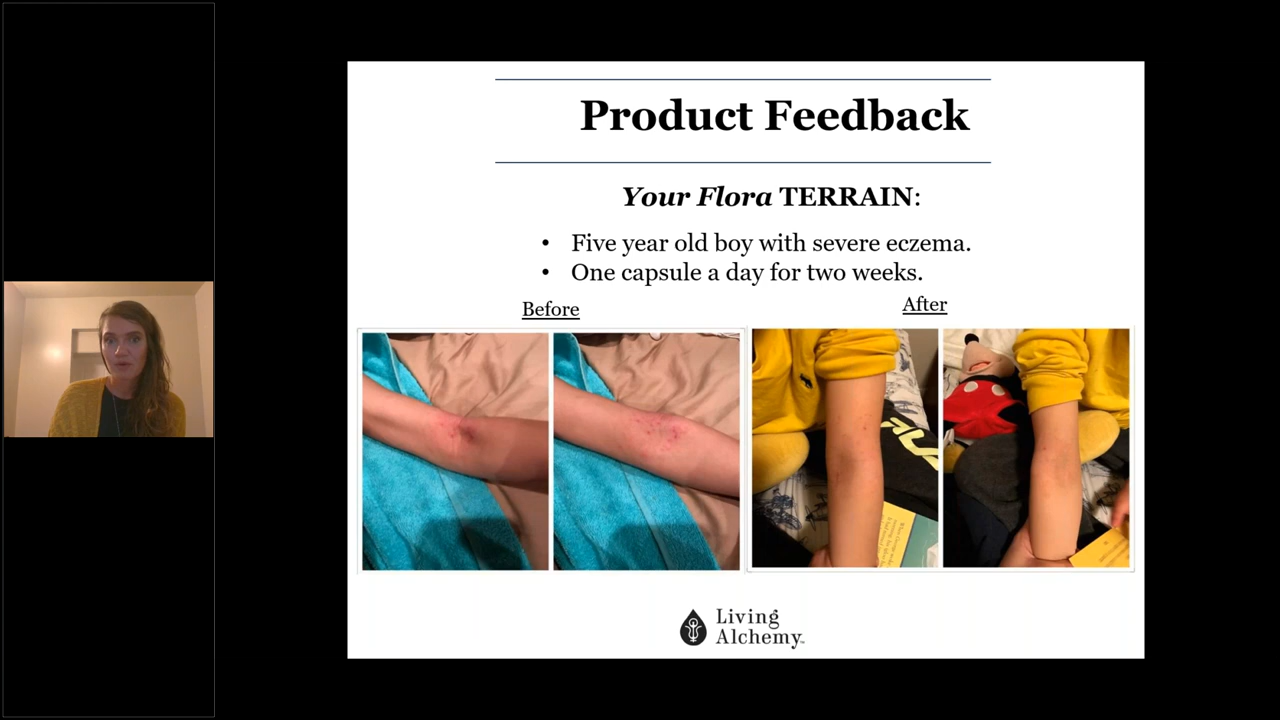 Product Feedback
Your Flora TERRAIN:
• Five year old boy with severe eczema.
• One capsule a day for two weeks.
Before
After
Living
Alchemy